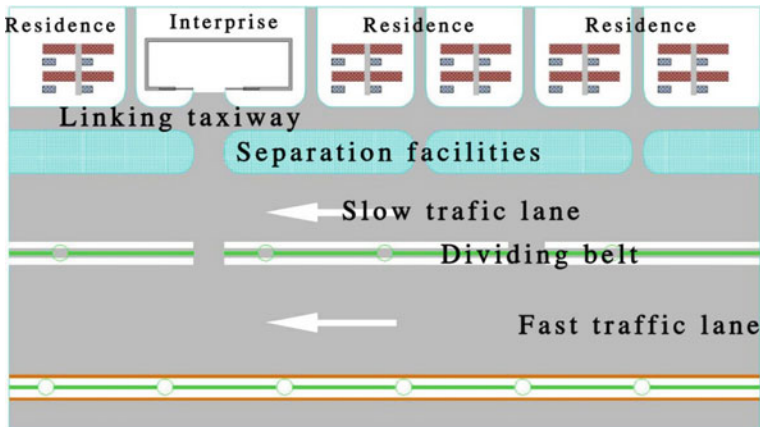 Residence
Interprise
Residence
Residence
Linking taxiway
Separation facilities
Slow trafic lane
Dividing belt
Fast traffic lane